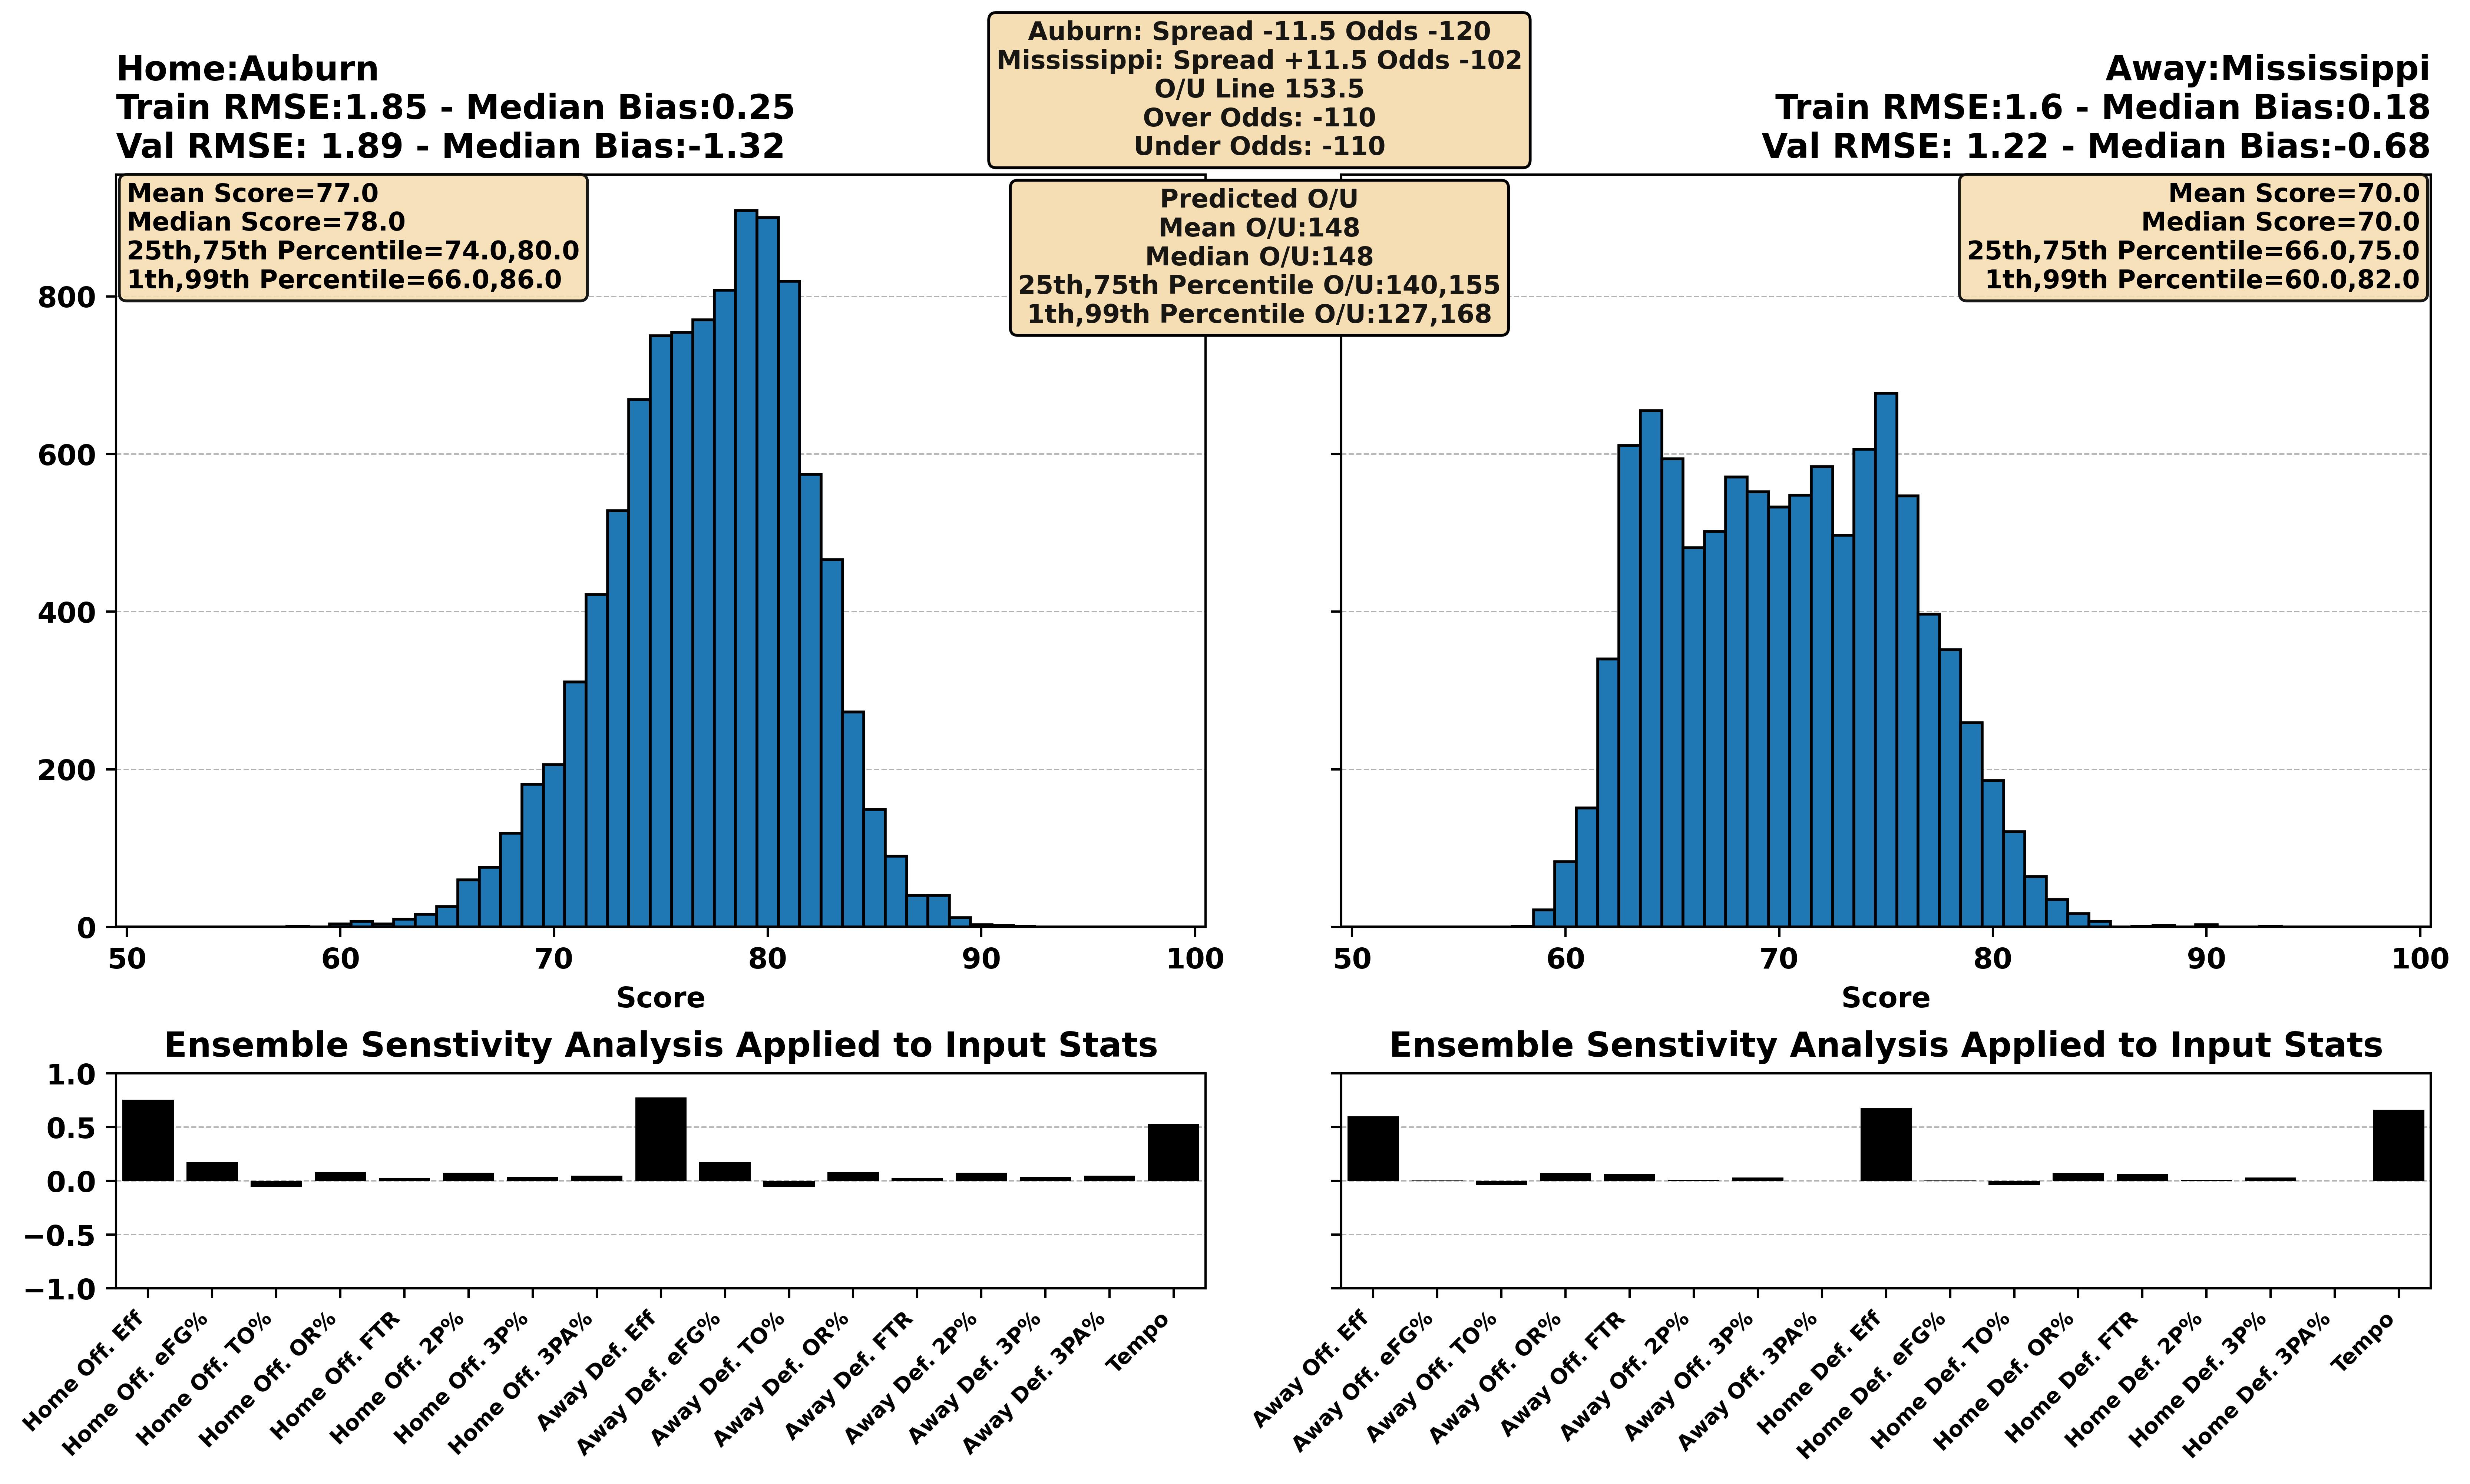 Auburn: Spread -11.5 Odds -120
Mississippi: Spread +11.5 Odds -102
O/U Line 153.5
Over Odds: -110
Under Odds: -110
Home:Auburn
Train RMSE:1.85 - Median Bias:0.25
Val RMSE: 1.89 - Median Bias:-1.32
Away:Mississippi
Train RMSE:1.6 - Median Bias:0.18
Val RMSE: 1.22 - Median Bias:-0.68
Mean Score=77.0
Median Score=78.0
25th,75th Percentile=74.0,80.0
1th,99th Percentile=66.0,86.0
Predicted O/U
Mean O/U:148
Median O/U:148
25th,75th Percentile O/U:140,155
1th,99th Percentile O/U:127,168
Mean Score=70.0
Median Score=70.0
25th,75th Percentile=66.0,75.0
1th,99th Percentile=60.0,82.0
800
600
400
200
0
50 60 70 80 90 100
Score
50 60 70 80 90 100
Score
Ensemble Senstivity Analysis Applied to Input Stats
1.0
0.5
0.0
−0.5
−1.0
Home Off. Eff
Home Off. eFG%
Home Off. TO%
Home Off. OR%
Home Off. FTR
Home Off. 2P%
Home Off. 3P%
Home Off. 3PA%
Away Def. Eff
Away Def. eFG%
Away Def. TO%
Away Def. OR%
Away Def. FTR
Away Def. 2P%
Away Def. 3P%
Away Def. 3PA%
Tempo
Ensemble Senstivity Analysis Applied to Input Stats
Away Off. Eff
Away Off. eFG%
Away Off. TO%
Away Off. OR%
Away Off. FTR
Away Off. 2P%
Away Off. 3P%
Away Off. 3PA%
Home Def. Eff
Home Def. eFG%
Home Def. TO%
Home Def. OR%
Home Def. FTR
Home Def. 2P%
Home Def. 3P%
Home Def. 3PA%
Tempo